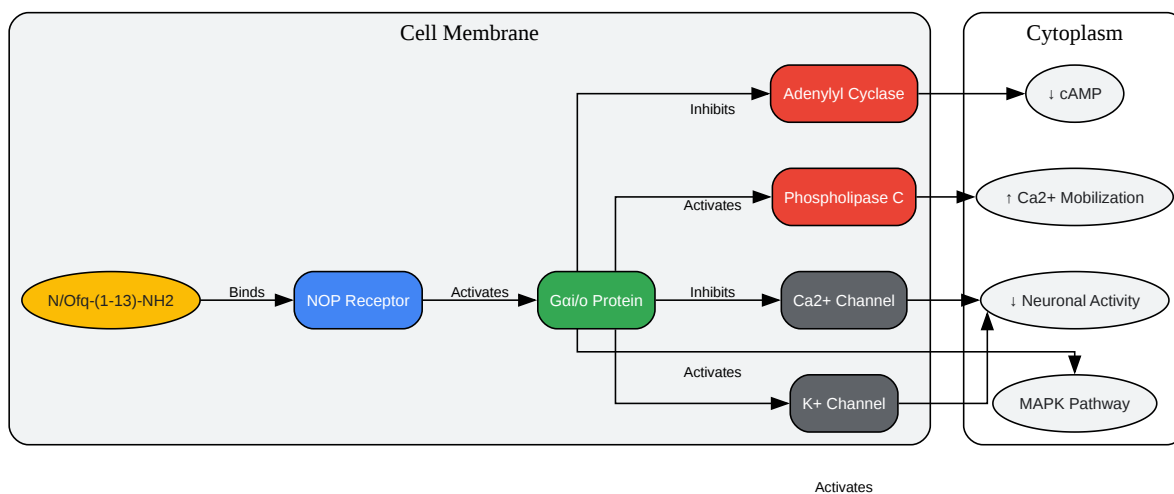 Cell Membrane
Cytoplasm
Adenylyl Cyclase
↓ cAMP
Inhibits
Phospholipase C
↑ Ca2+ Mobilization
Activates
N/Ofq-(1-13)-NH2
Binds
NOP Receptor
Activates
Gαi/o Protein
Inhibits
Ca2+ Channel
↓ Neuronal Activity
Activates
K+ Channel
MAPK Pathway
Activates